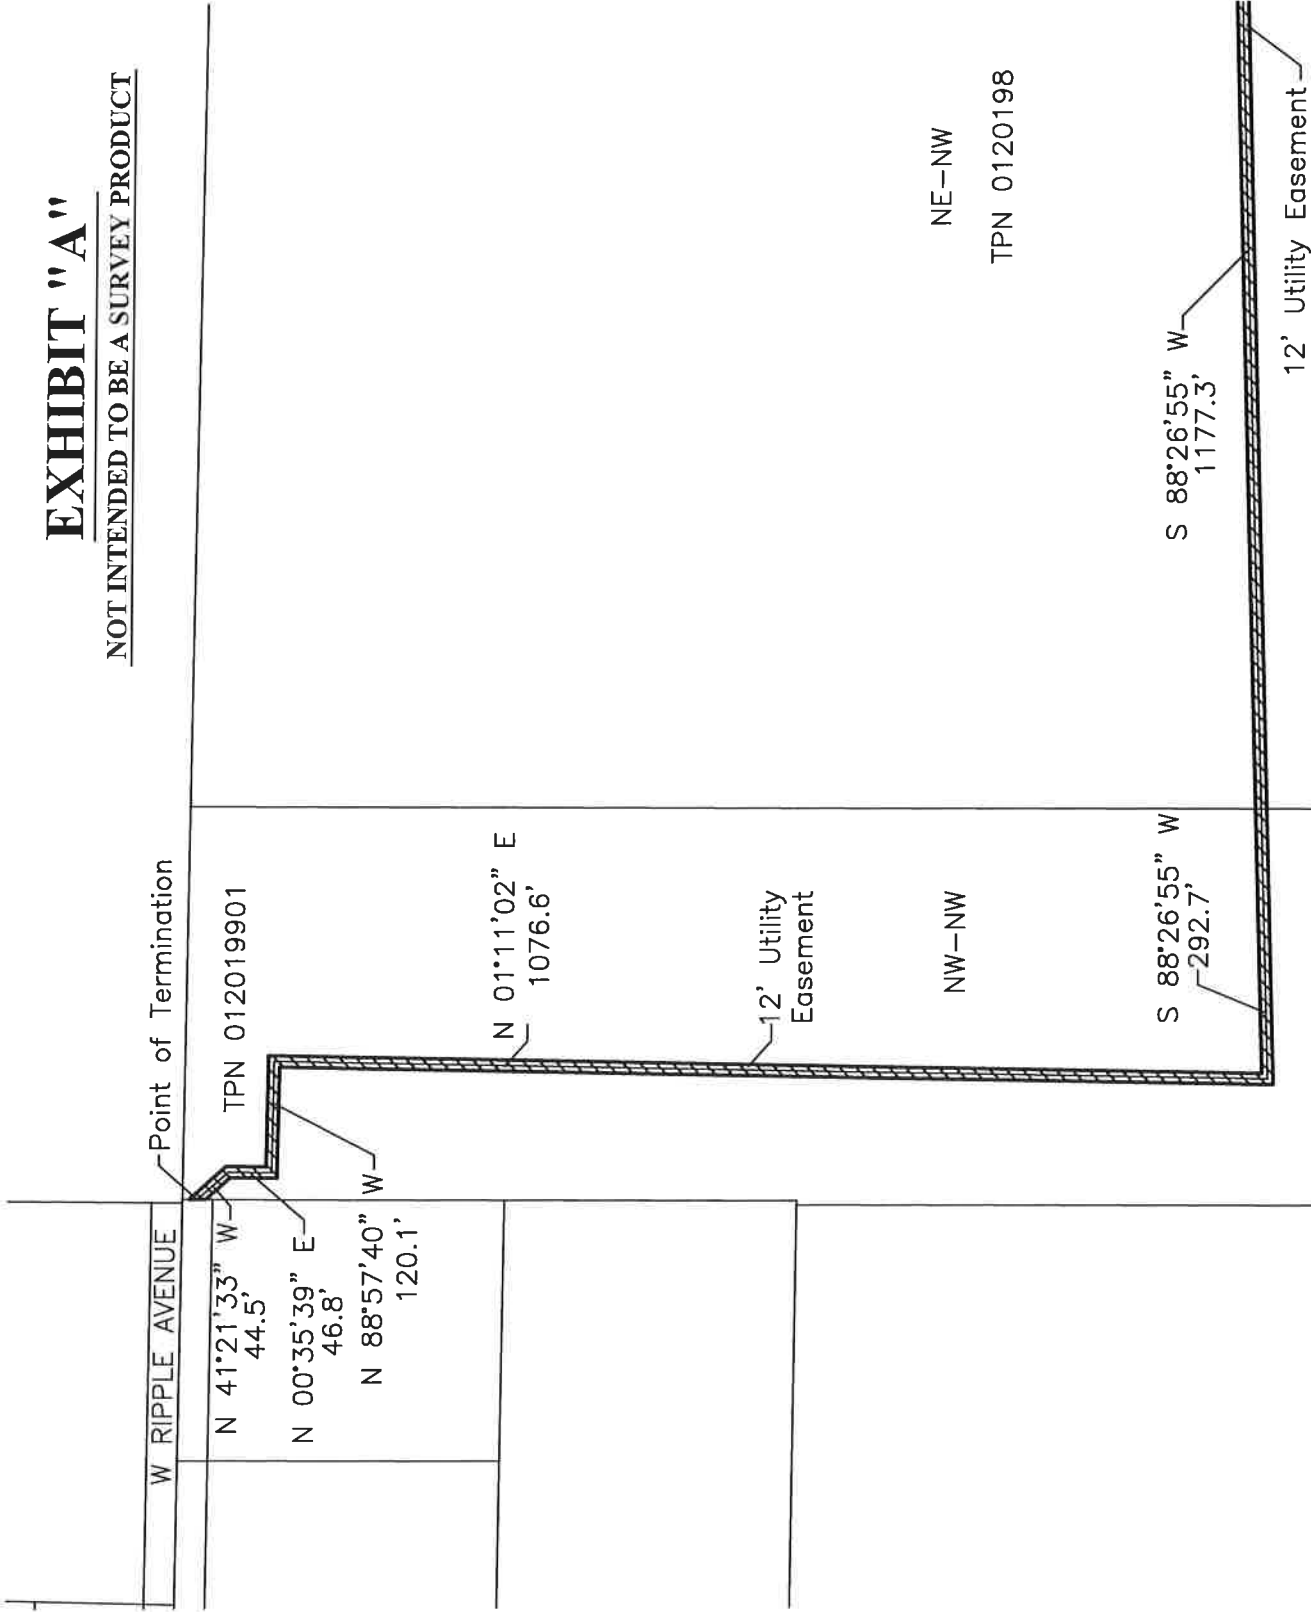 EXHIBIT "A"
NOT INTENDED TO BE A SURVEY PRODUCT
Point of Termination
W RIPPLE AVENUE
TPN 012019901
N 41°21'33" W
44.5'
N 00°35'39" E
46.8'
N 88°57'40" W
120.1'
N 01°11'02" E
1076.6'
12' Utility
Easement
NW-NW
NE-NW
TPN 0120198
S 88°26'55" W
292.7'
S 88°26'55" W
1177.3'
12' Utility Easement